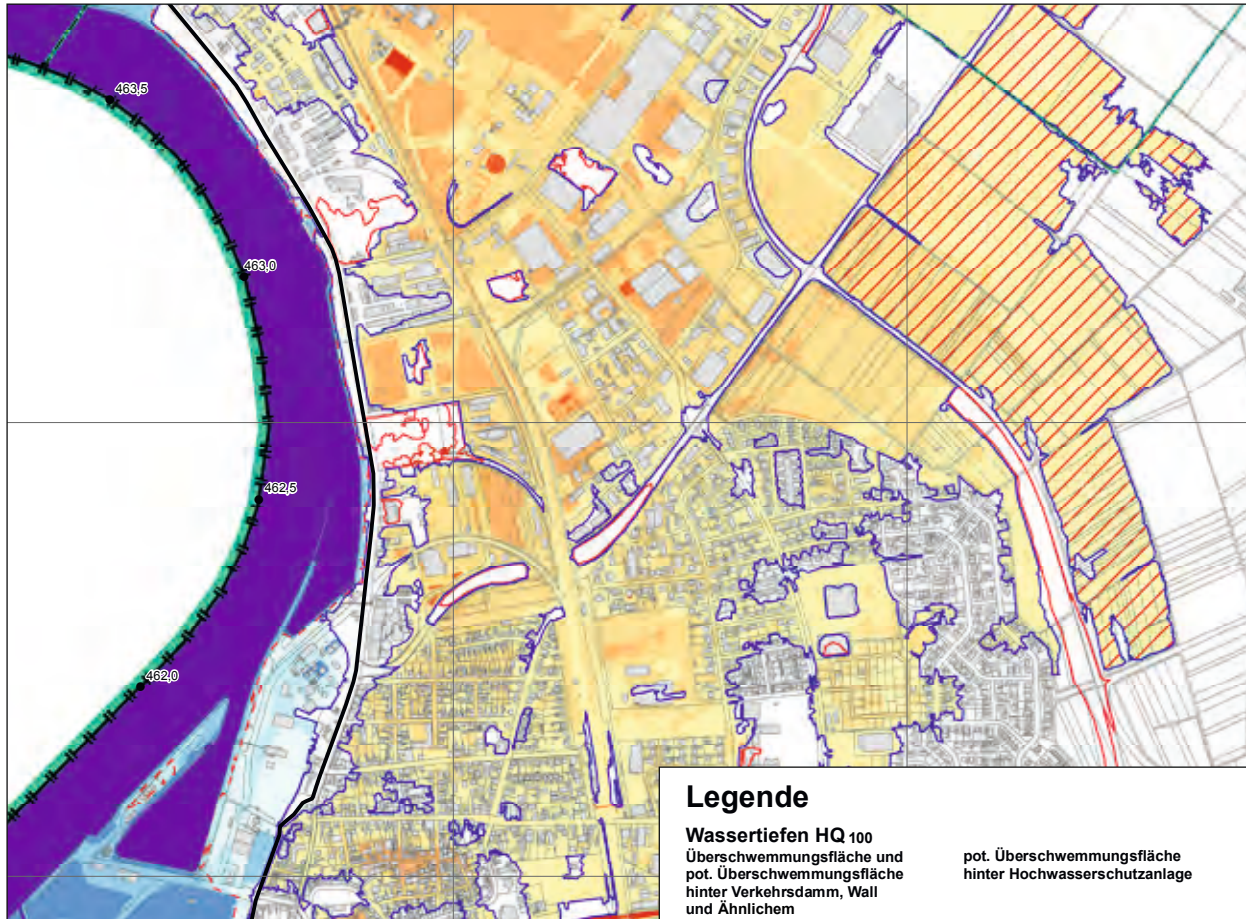 463,5
463,0
462,5
462,0
Legende
Wassertiefen HQ 100
Überschwemmungsfläche und
pot. Überschwemmungsfläche
hinter Verkehrsdamm, Wall
und Ähnlichem
pot. Überschwemmungsfläche
hinter Hochwasserschutzanlage